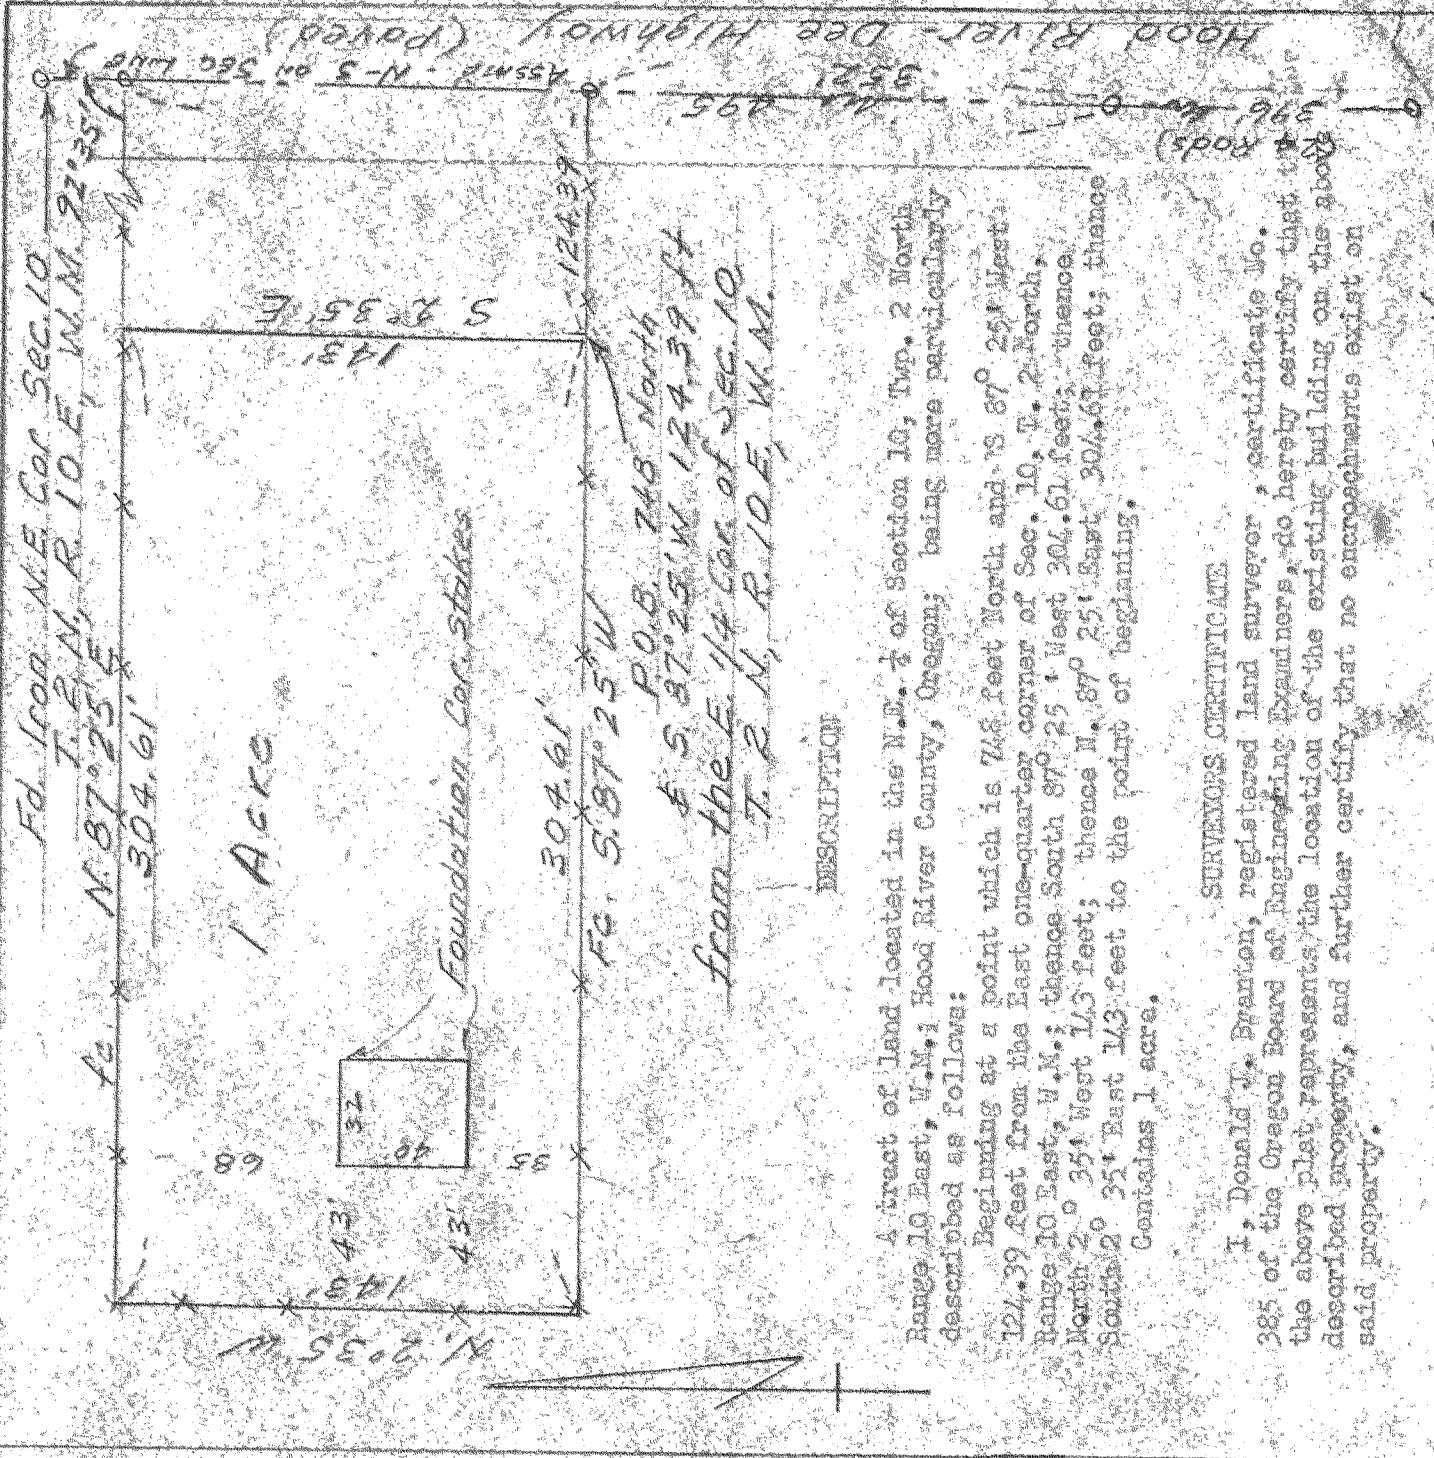 Fd. Iron N.E. Cor. Sec. 10
T. 2 N., R. 10 E., W.M. 92°35'
N. 87°25' E.
304.61'
fc.
Hood River - Dee Highway (Paved)
Assmd - N-S on Sec Line
352'
495
396'
(24 Rods)
1 Acre
S 2°35' E
143'
124.39'
68
32
40
35
43
43'
143'
N. 2°35' W
Foundation Cor. Stakes
304.61'
Fc. S. 87°25' W
P.O.B. 748 North
& S. 87°25' W. 124.39 ft
from the E. 1/4 Cor. of Sec. 10
T. 2 N., R. 10 E. W.M.
DESCRIPTION
A tract of land located in the N.E. ¼ of Section 10, Twp. 2 North
Range 10 East, W.M.; Hood River County, Oregon; being more particularly
described as follows:
Beginning at a point which is 748 feet North and S 87° 25' West
124.39 feet from the East one-quarter corner of Sec. 10, T. 2 North,
Range 10 East, W.M.; thence South 87° 25' West 304.61 feet; thence
North 2° 35' West 143 feet; thence N. 87° 25' East 304.61 feet; thence
South 2° 35' East 143 feet to the point of beginning.
Contains 1 acre.
SURVEYORS CERTIFICATE
I, Donald J. Branton, registered land surveyor, certificate No.
385 of the Oregon Board of Engineering Examiners, do hereby certify that
the above plat represents the location of the existing building on the above
described property, and further certify that no encroachments exist on
said property.